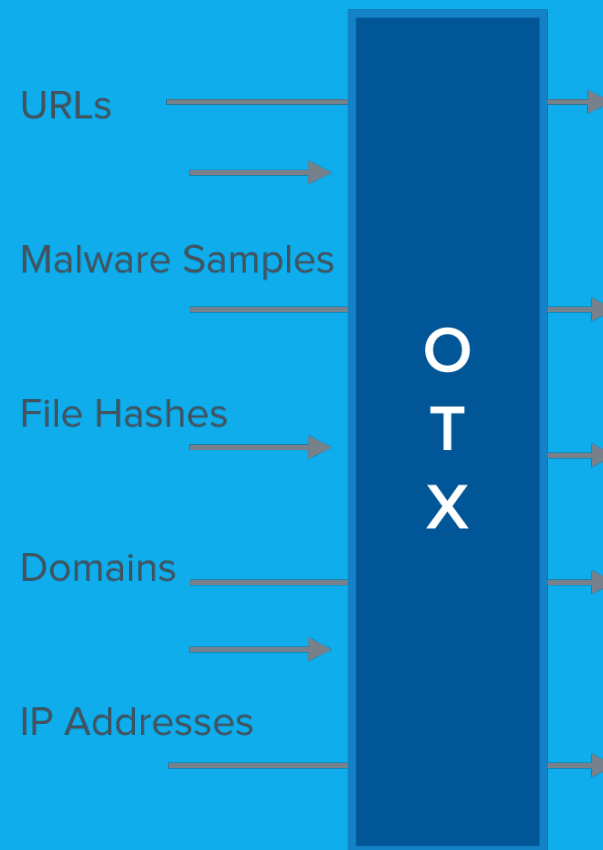 URLs
Malware Samples
File Hashes
Domains
IP Addresses
O
T
X